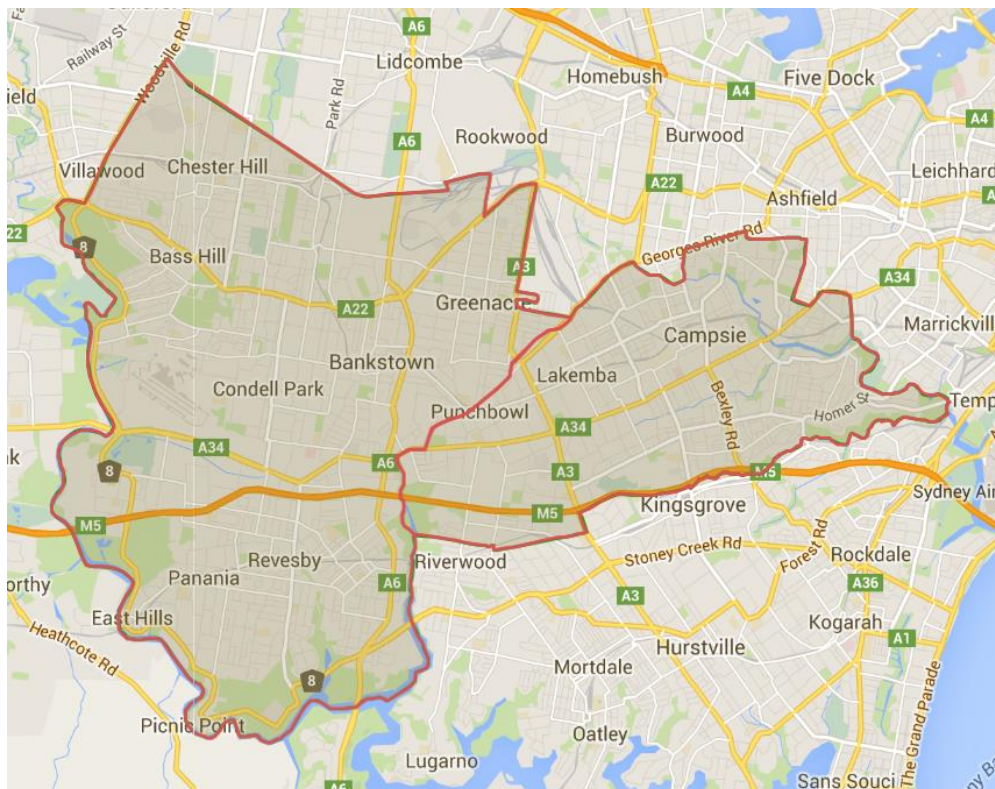 A6
Railway St
Woodville Rd
Park Rd
Lidcombe
Homebush
Five Dock
A4
field
Rookwood
Burwood
A4
A6
Villawood
Chester Hill
Leichhard
A22
Ashfield
22
8
Bass Hill
Georges River Rd
A3
A34
Greenacre
A22
Campsie
Marrickville
Bankstown
Lakemba
Condell Park
Punchbowl
Bexley Rd
Homer St
Temp
A34
A34
A6
8
A3
M5
Sydney Air
M5
M5
Kingsgrove
Forest Rd
Revesby
Riverwood
Stoney Creek Rd
Rockdale
Panania
A6
A36
orthy
A3
East Hills
Kogarah
Heathcote Rd
Hurstville
A1
Mortdale
8
Picnic Point
Oatley
The Grand Parade
Lugarno
Sans Souci
A6